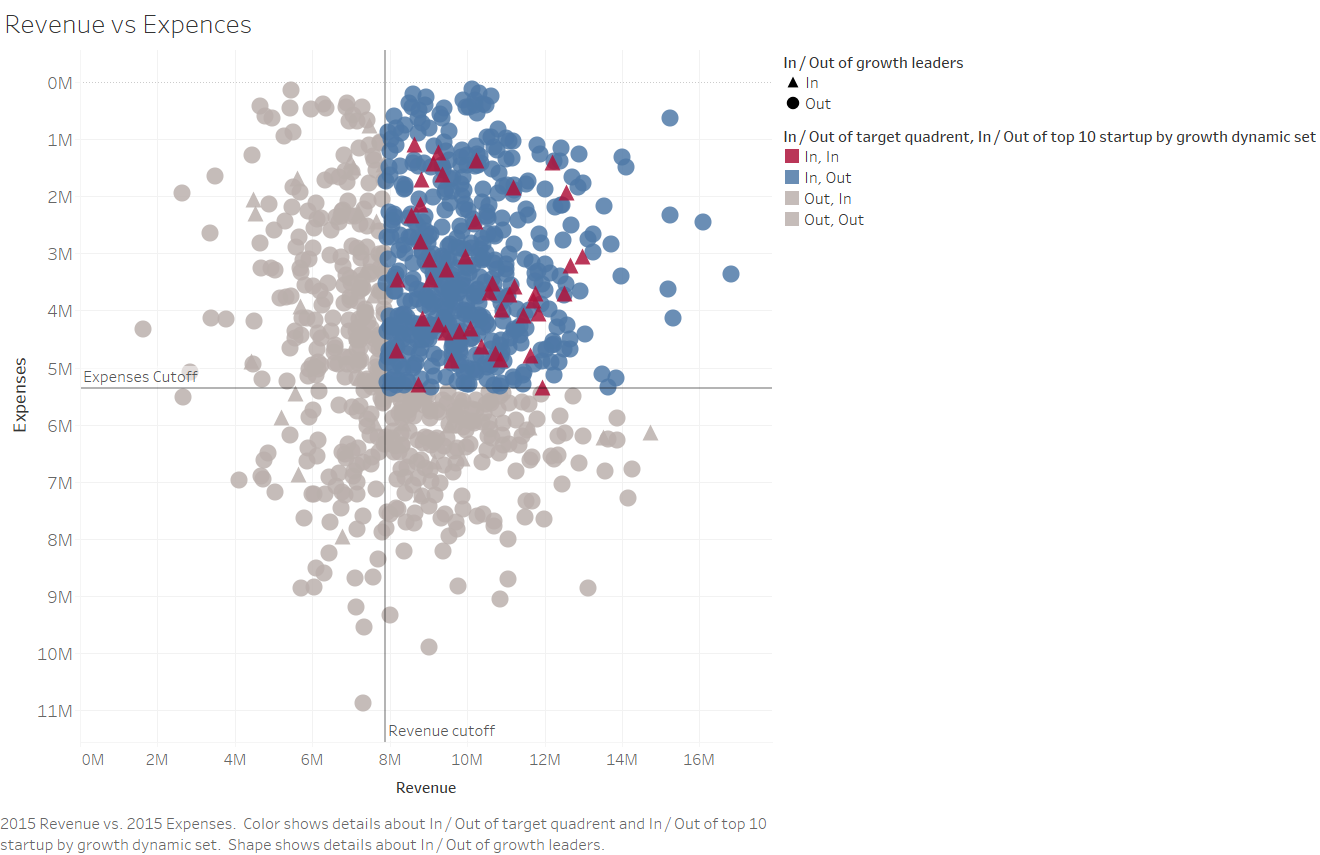 Revenue vs Expences
In / Out of growth leaders
In
Out
In / Out of target quadrent, In / Out of top 10 startup by growth dynamic set
In, In
In, Out
Out, In
Out, Out
0M
1M
2M
3M
4M
5M
6M
7M
8M
9M
10M
11M
Expenses
Expenses Cutoff
Revenue cutoff
0M 2M 4M 6M 8M 10M 12M 14M 16M
Revenue
2015 Revenue vs. 2015 Expenses.  Color shows details about In / Out of target quadrent and In / Out of top 10
startup by growth dynamic set.  Shape shows details about In / Out of growth leaders.